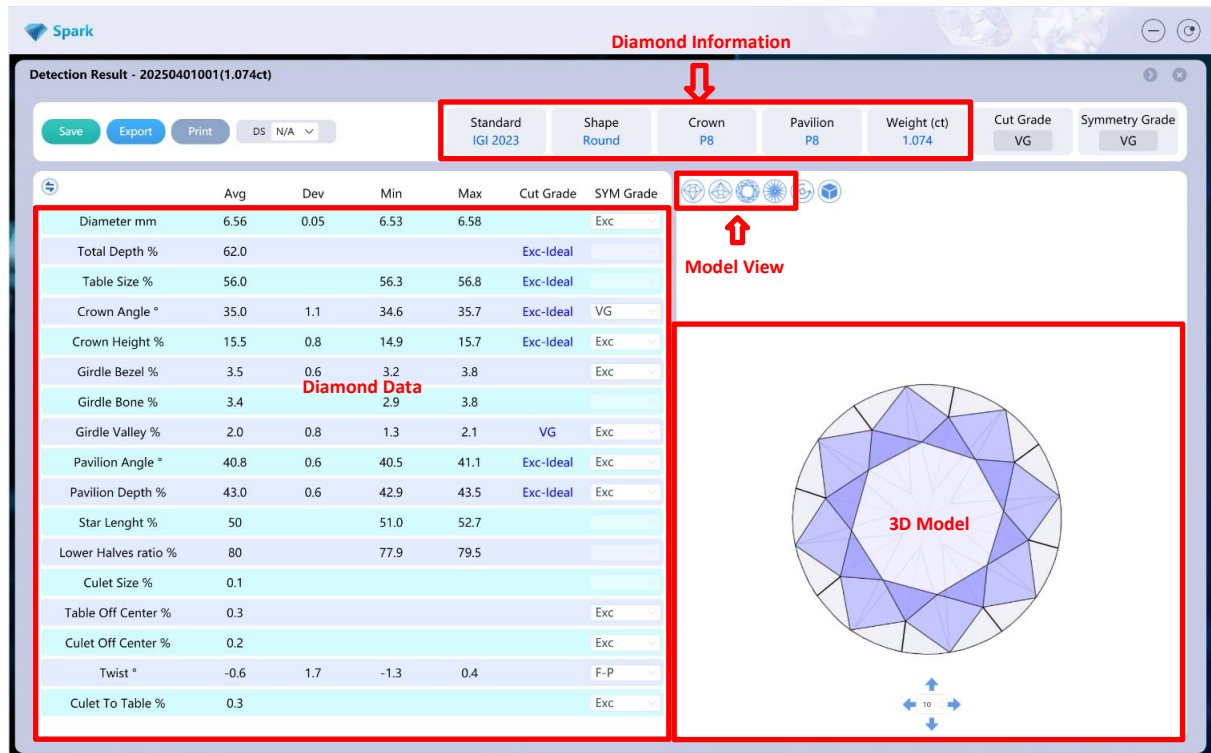 Spark
Diamond Information
Detection Result - 20250401001(1.074ct)
Save Export Print DS N/A
Standard Shape Crown Pavilion Weight (ct) Cut Grade Symmetry Grade
IGI 2023 Round P8 P8 1.074 VG VG
Avg Dev Min Max Cut Grade SYM Grade
Diameter mm 6.56 0.05 6.53 6.58 Exc
Total Depth % 62.0 Exc-Ideal
Model View
Table Size % 56.0 56.3 56.8 Exc-Ideal
Crown Angle ° 35.0 1.1 34.6 35.7 Exc-Ideal VG
Crown Height % 15.5 0.8 14.9 15.7 Exc-Ideal Exc
Girdle Bezel % 3.5 0.6 3.2 3.8 Exc
Diamond Data
Girdle Bone % 3.4 2.9 3.8
Girdle Valley % 2.0 0.8 1.3 2.1 VG Exc
Pavilion Angle ° 40.8 0.6 40.5 41.1 Exc-Ideal Exc
Pavilion Depth % 43.0 0.6 42.9 43.5 Exc-Ideal Exc
Star Lenght % 50 51.0 52.7
3D Model
Lower Halves ratio % 80 77.9 79.5
Culet Size % 0.1
Table Off Center % 0.3 Exc
Culet Off Center % 0.2 Exc
Twist ° -0.6 1.7 -1.3 0.4 F-P
Culet To Table % 0.3 Exc
10